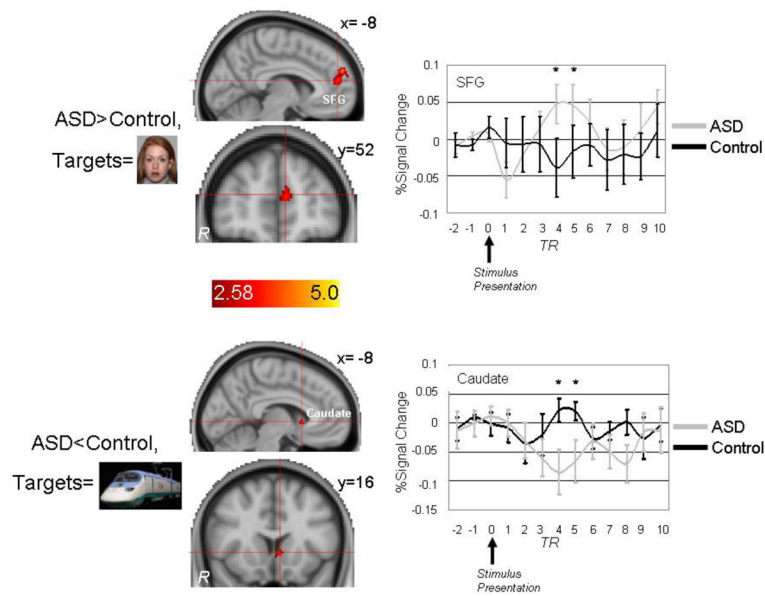 x= -8
SFG
ASD>Control,
Targets=
y=52
R
SFG
0.1
0.05
0
-0.05
-0.1
%Signal Change
* *
-2 -1 0 1 2 3 4 5 6 7 8 9 10
TR
Stimulus
Presentation
ASD
Control
2.58 5.0
x= -8
Caudate
ASD<Control,
Targets=
y=16
R
Caudate
0.1
0.05
0
-0.05
-0.1
-0.15
%Signal Change
* *
-2 -1 0 1 2 3 4 5 6 7 8 9 10
TR
Stimulus
Presentation
ASD
Control